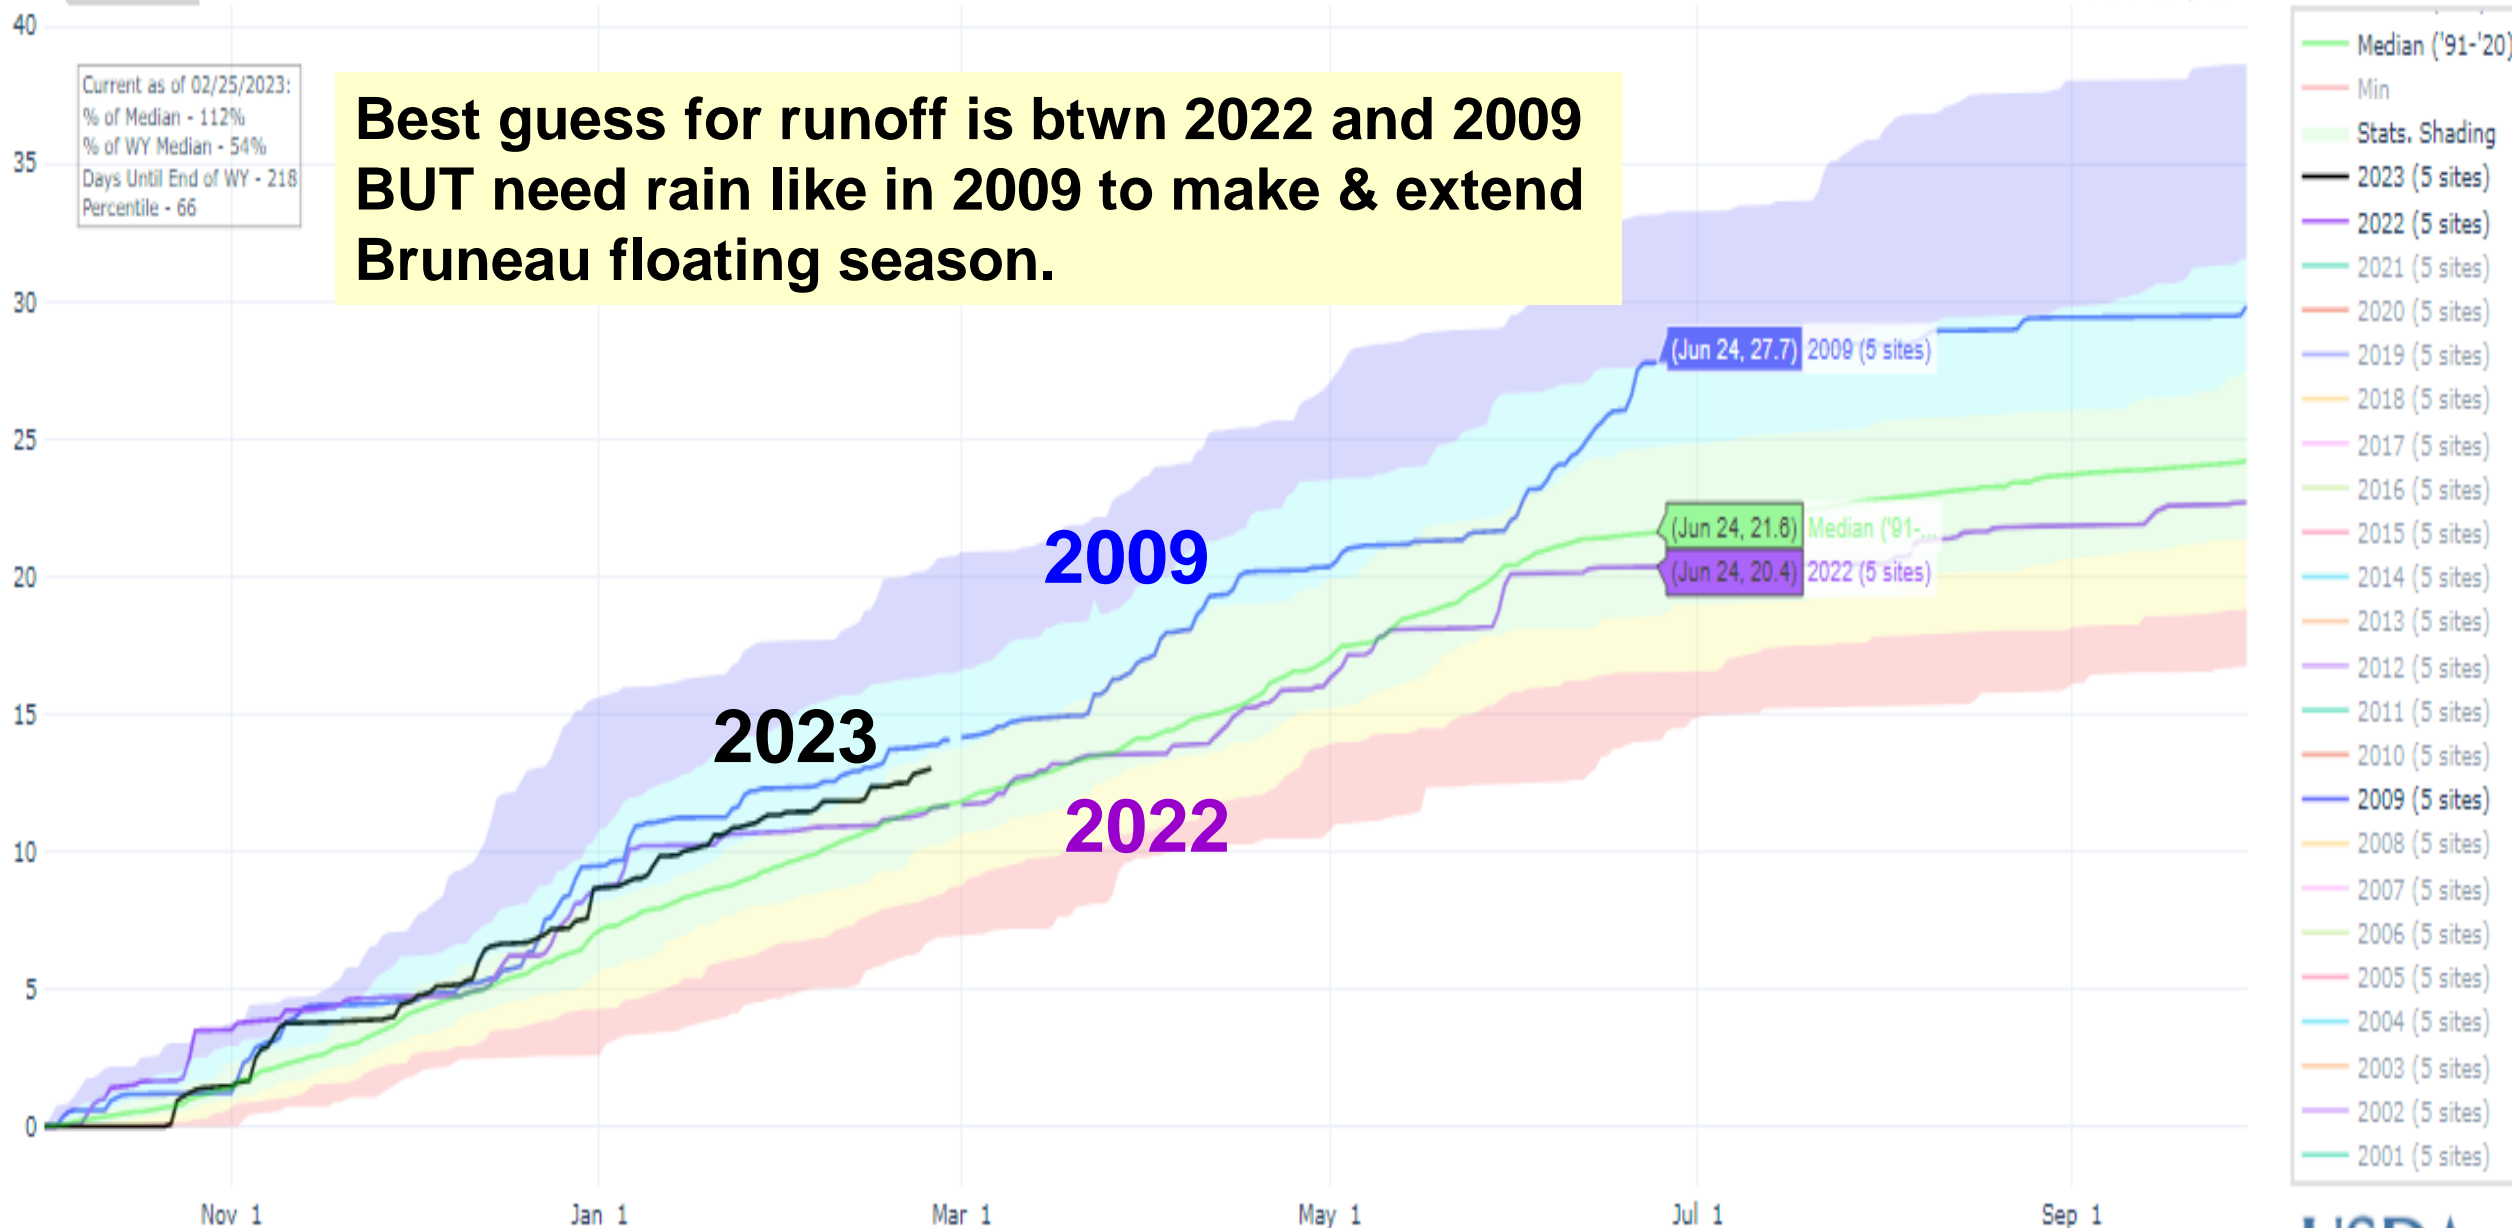 40
35
30
25
20
15
10
5
0
Current as of 02/25/2023:
% of Median - 112%
% of WY Median - 54%
Days Until End of WY - 218
Percentile - 66
Best guess for runoff is btwn 2022 and 2009
BUT need rain like in 2009 to make & extend
Bruneau floating season.
(Jun 24, 27.7) 2009 (5 sites)
(Jun 24, 21.6) Median ('91-...
(Jun 24, 20.4) 2022 (5 sites)
2009
2023
2022
Nov 1
Jan 1
Mar 1
May 1
Jul 1
Sep 1
Median ('91-'20)
Min
Stats. Shading
2023 (5 sites)
2022 (5 sites)
2021 (5 sites)
2020 (5 sites)
2019 (5 sites)
2018 (5 sites)
2017 (5 sites)
2016 (5 sites)
2015 (5 sites)
2014 (5 sites)
2013 (5 sites)
2012 (5 sites)
2011 (5 sites)
2010 (5 sites)
2009 (5 sites)
2008 (5 sites)
2007 (5 sites)
2006 (5 sites)
2005 (5 sites)
2004 (5 sites)
2003 (5 sites)
2002 (5 sites)
2001 (5 sites)
USDA